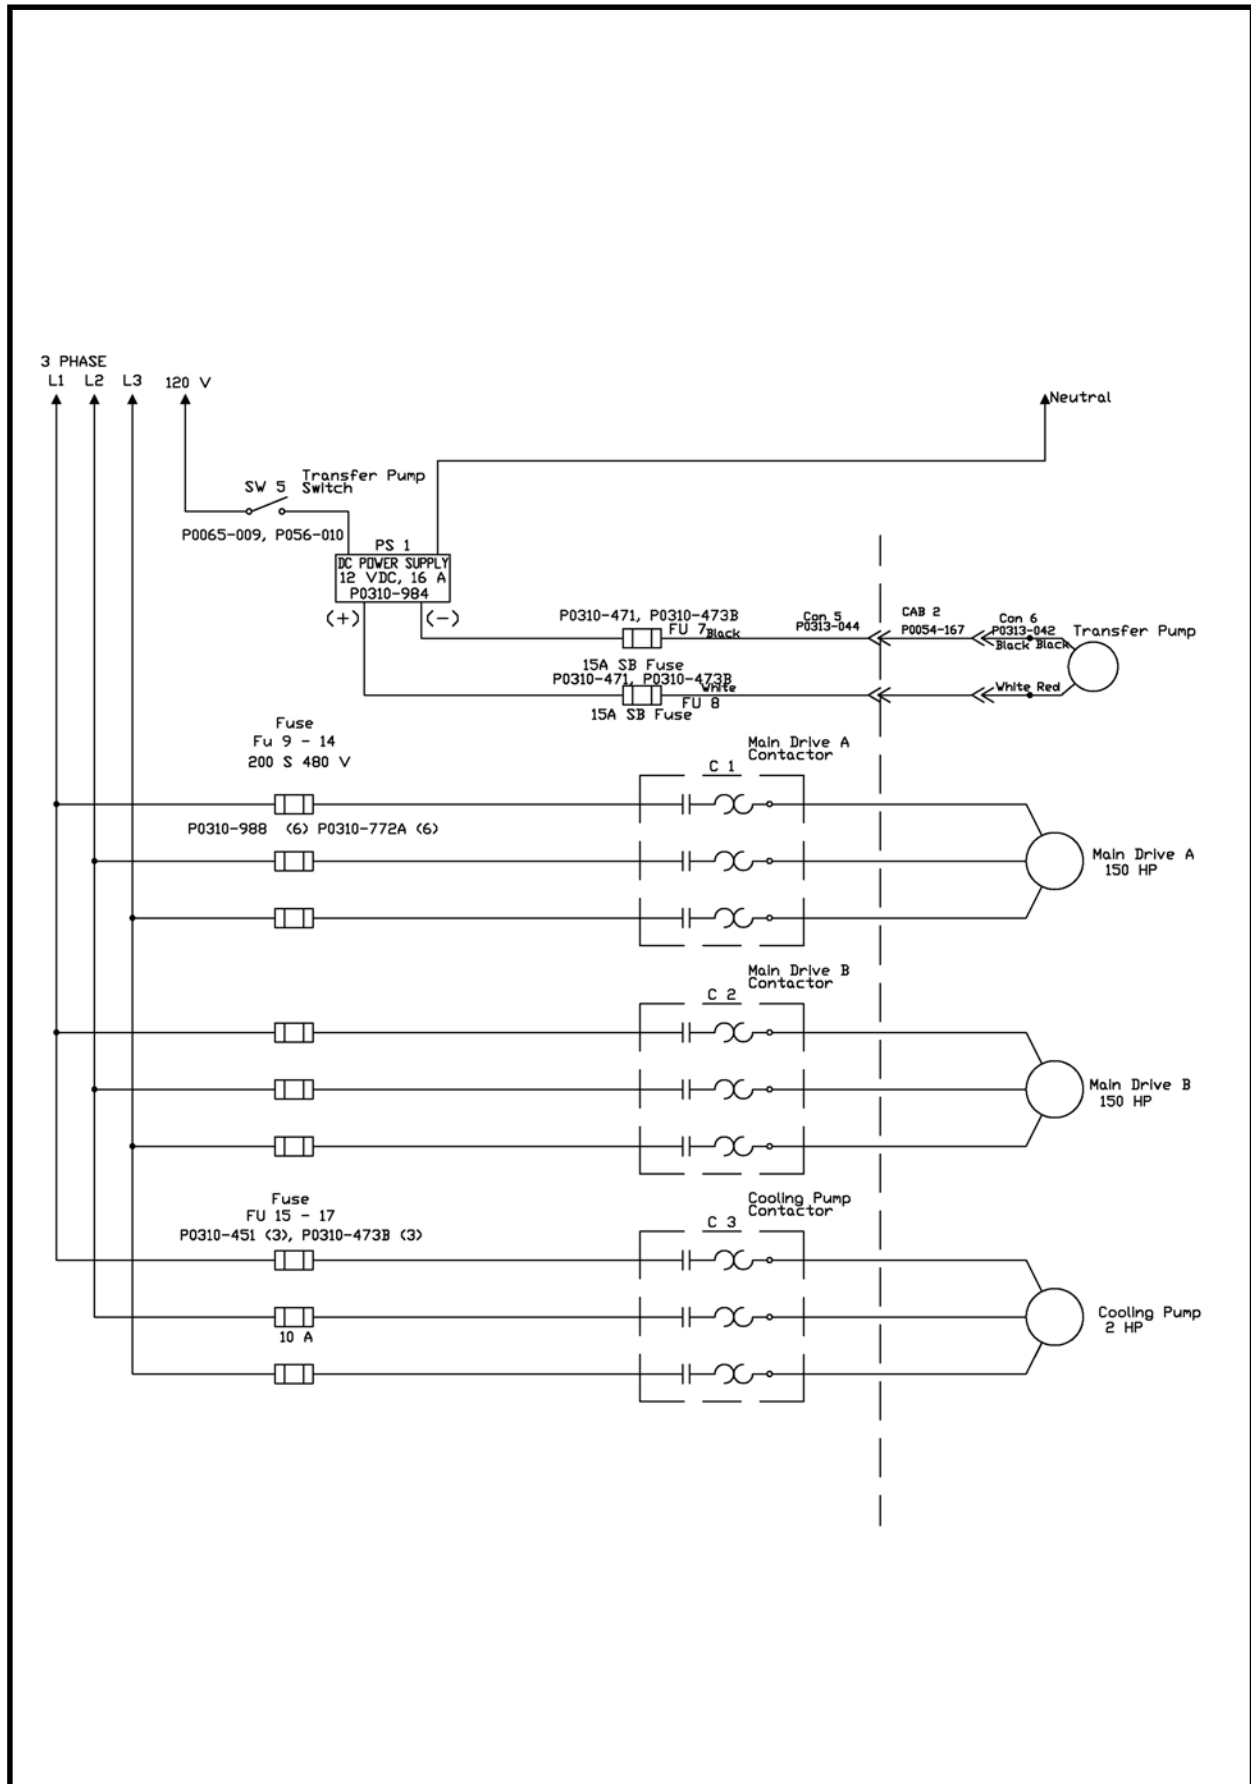 3 PHASE
L1 L2 L3 120 V
Neutral
SW 5
Transfer Pump
Switch
P0065-009, P056-010
PS 1
DC POWER SUPPLY
12 VDC, 16 A
P0310-984
(+) (-)
P0310-471, P0310-473B
FU 7
Black
15A SB Fuse
Con 5
P0313-044
CAB 2
P0054-167
Con 6
P0313-042
Black Black
Transfer Pump
P0310-471, P0310-473B
White
FU 8
15A SB Fuse
White Red
Fuse
Fu 9 - 14
200 S 480 V
P0310-988 (6) P0310-772A (6)
Main Drive A
Contactor
C 1
Main Drive A
150 HP
Main Drive B
Contactor
C 2
Main Drive B
150 HP
Fuse
FU 15 - 17
P0310-451 (3), P0310-473B (3)
10 A
Cooling Pump
Contactor
C 3
Cooling Pump
2 HP